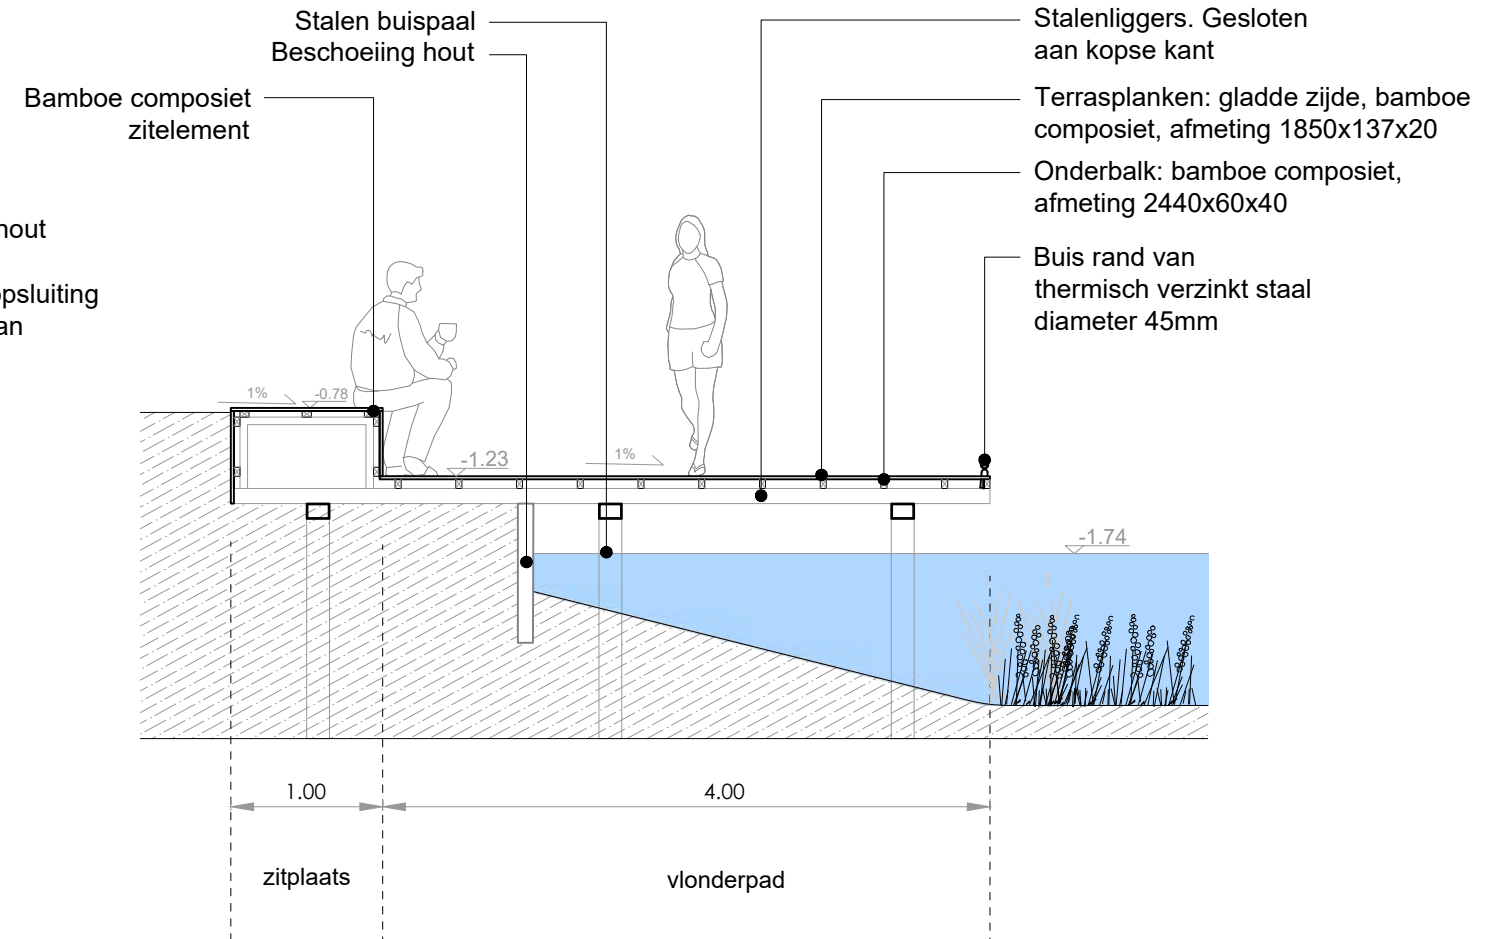 Stalen buispaal
Beschoeiing hout
Bamboe composiet
zitelement
hout
opsluiting
an
Stalenliggers. Gesloten
aan kopse kant
Terrasplanken: gladde zijde, bamboe
composiet, afmeting 1850x137x20
Onderbalk: bamboe composiet,
afmeting 2440x60x40
Buis rand van
thermisch verzinkt staal
diameter 45mm
1%
-0.78
-1.23
1%
-1.74
1.00
4.00
zitplaats
vlonderpad